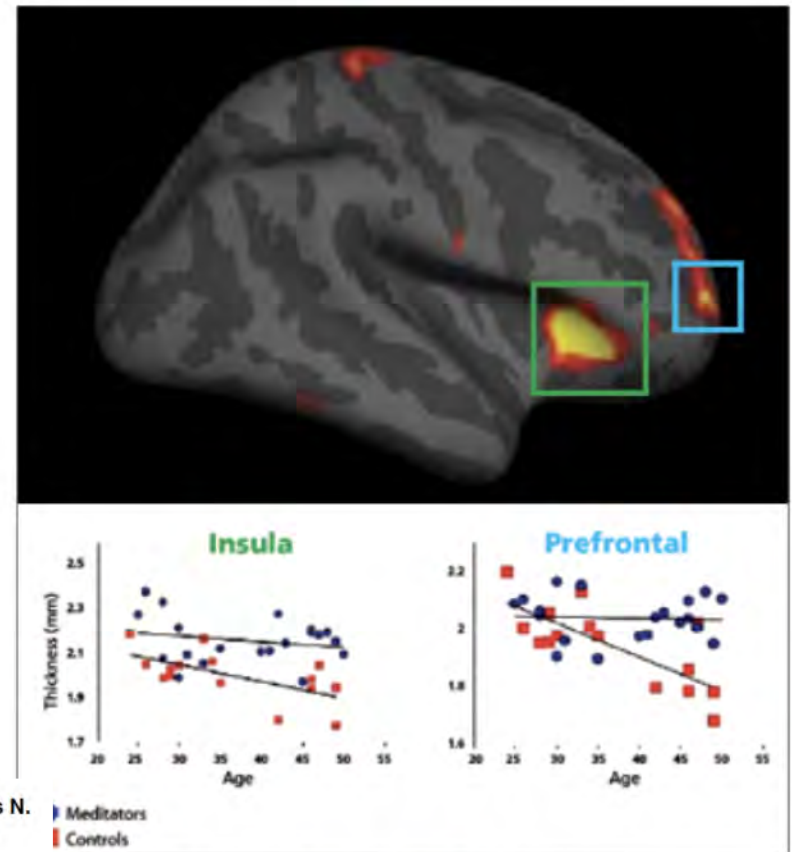 Insula
Prefrontal
2.5
2.3
2.1
1.9
1.7
Thickness (mm)
20 25 30 35 40 45 50 55
Age
2.2
2
1.8
1.6
20 25 30 35 40 45 50 55
Age
s N.
Meditators
Controls